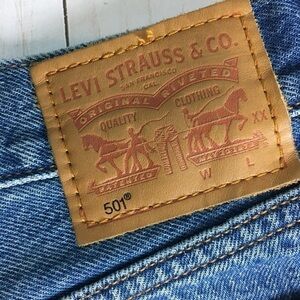 LEVI STRAUSS & CO.
SAN FRANCISCO
CAL.
ORIGINAL RIVETED
QUALITY CLOTHING
XX
PATENTED
W L
501®